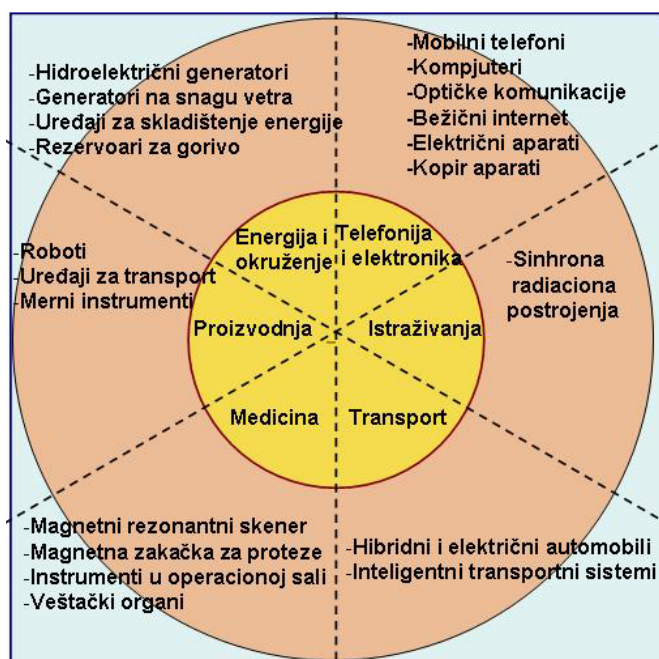 -Hidroelektrični generatori
-Generatori na snagu vetra
-Uređaji za skladištenje energije
-Rezervoari za gorivo
-Mobilni telefoni
-Kompjuteri
-Optičke komunikacije
-Bežični internet
-Električni aparati
-Kopir aparati
Energija i
okruženje
Telefonija
i elektronika
-Roboti
-Uređaji za transport
-Merni instrumenti
-Sinhrona
radiaciona
postrojenja
Proizvodnja
Istraživanja
Medicina
Transport
-Magnetni rezonantni skener
-Magnetna zakačka za proteze
-Instrumenti u operacionoj sali
-Veštački organi
-Hibridni i električni automobili
-Inteligentni transportni sistemi